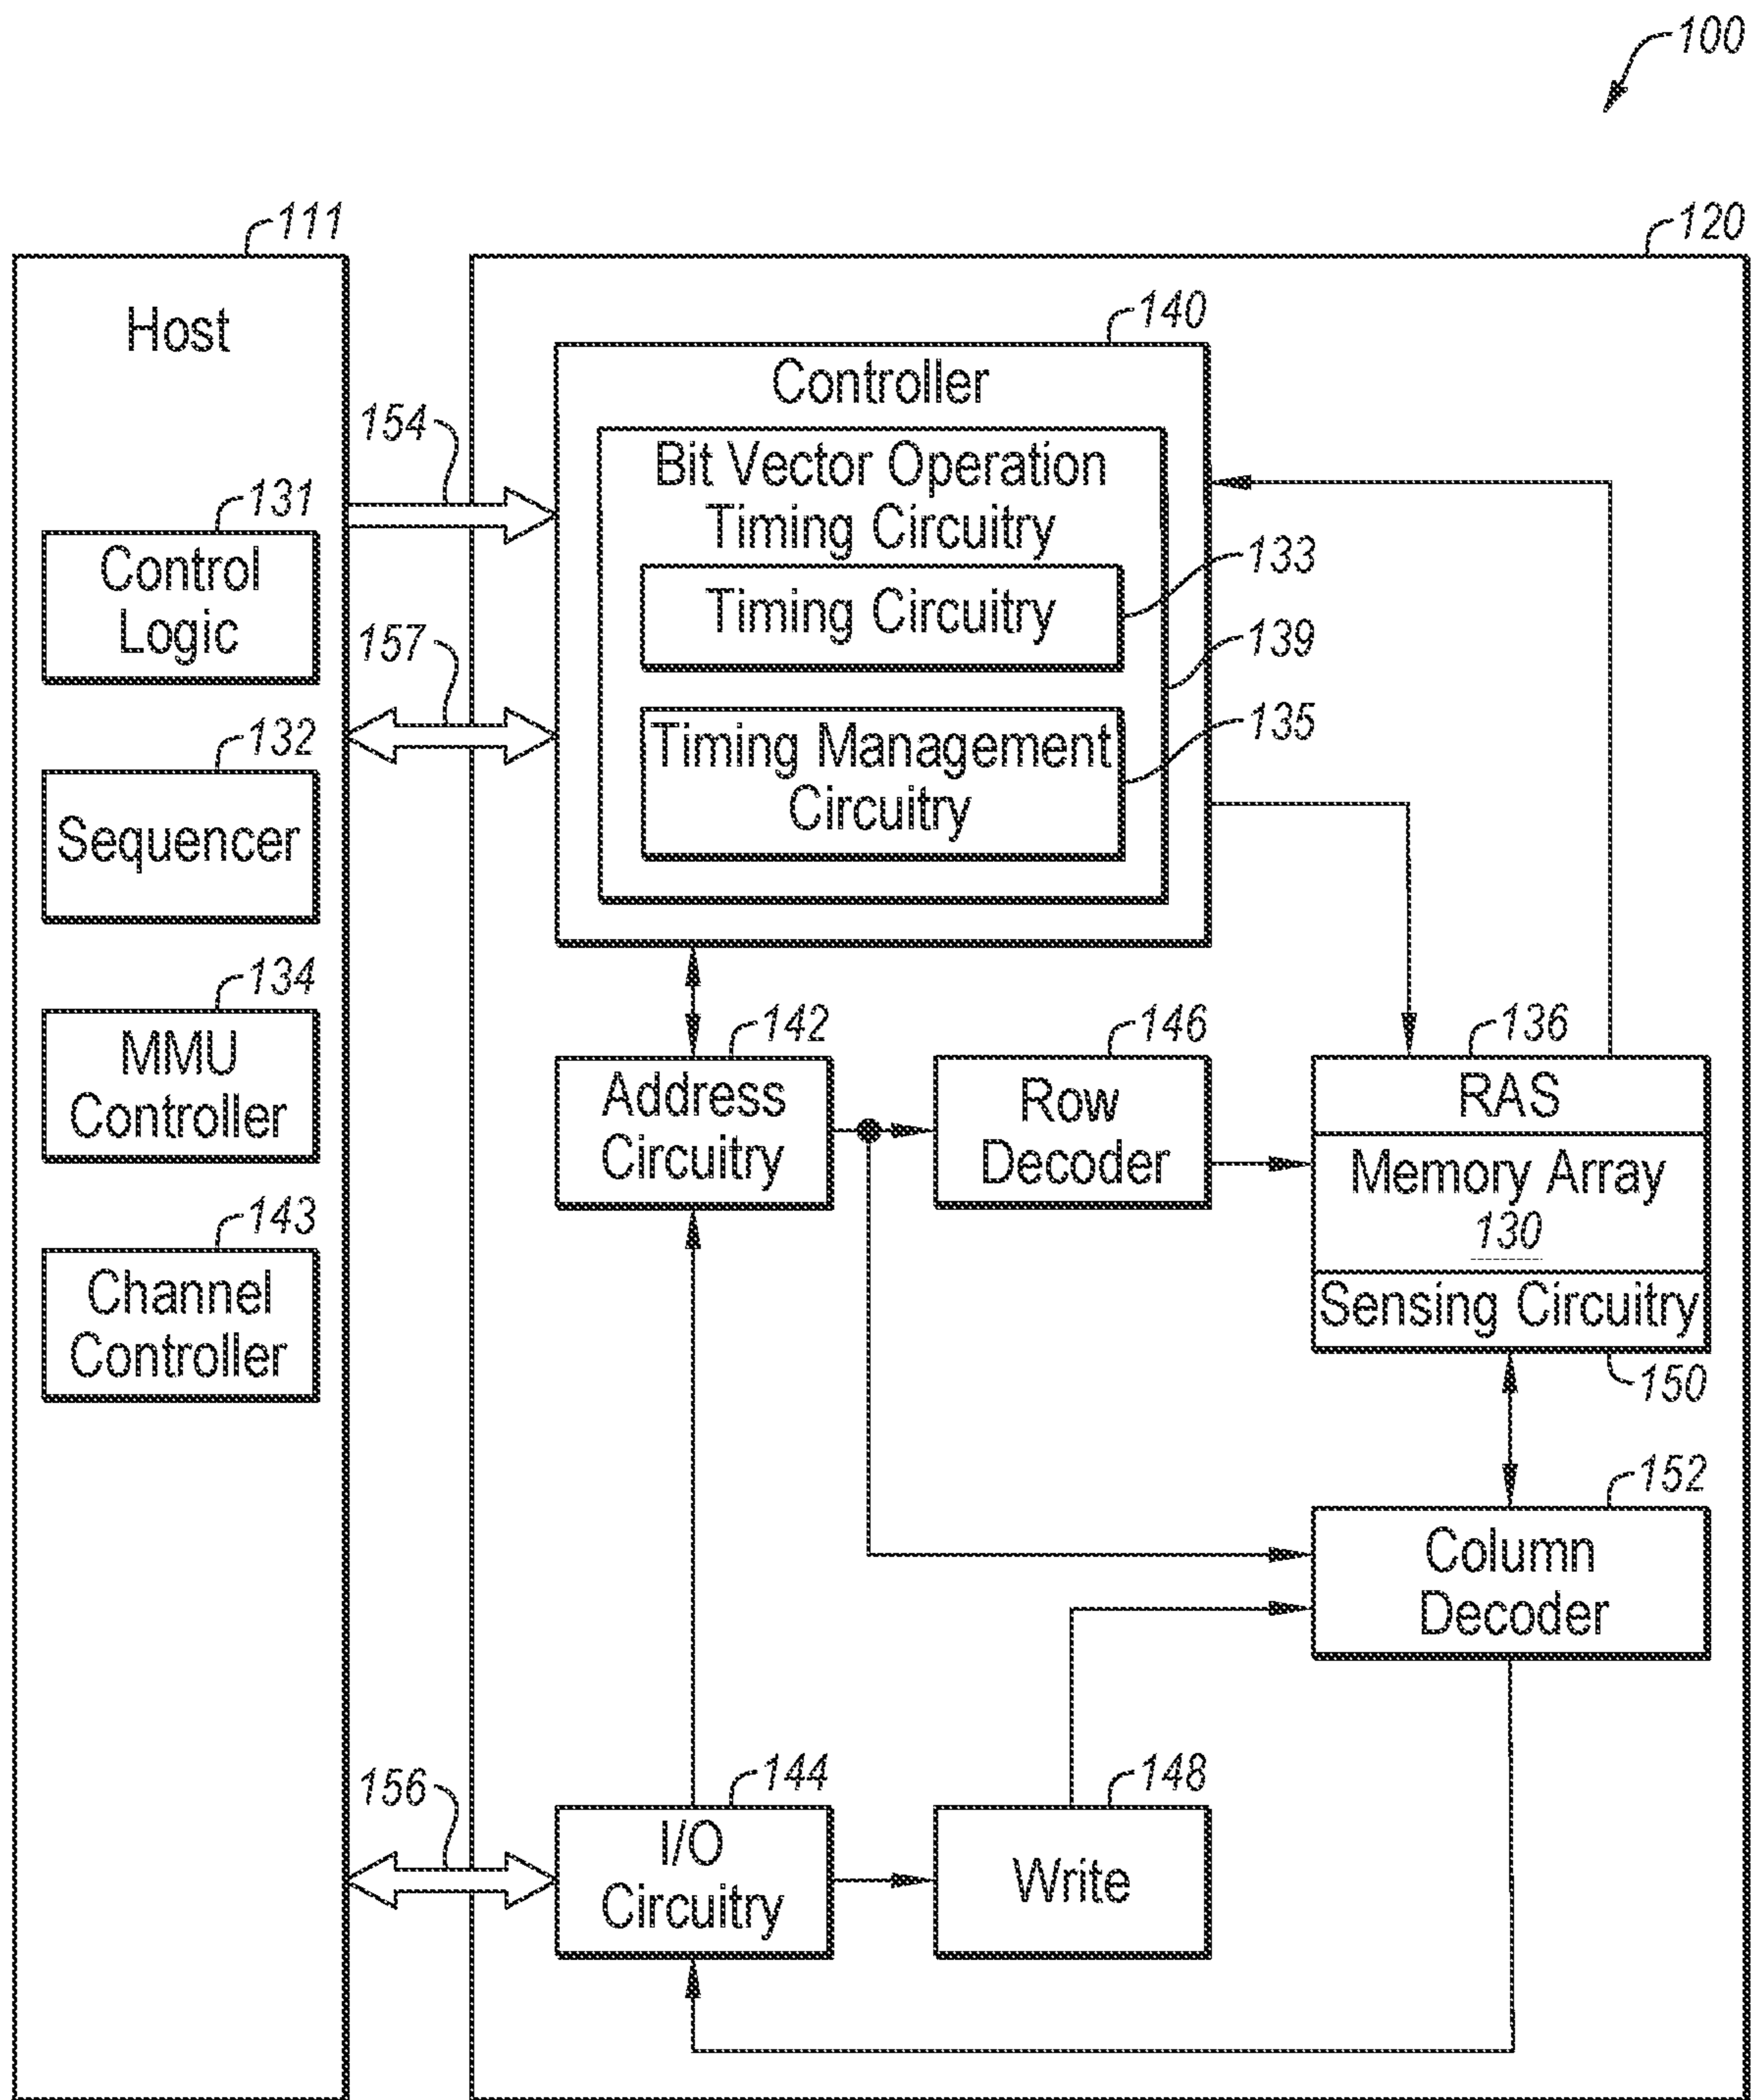 100
111
120
Host
140
Controller
154
Bit Vector Operation
Timing Circuitry
131
Control
Logic
133
Timing Circuitry
157
139
132
Sequencer
135
Timing Management
Circuitry
134
MMU
Controller
142
Address
Circuitry
146
Row
Decoder
136
RAS
Memory Array
130
Sensing Circuitry
150
143
Channel
Controller
152
Column
Decoder
156
144
I/O
Circuitry
148
Write